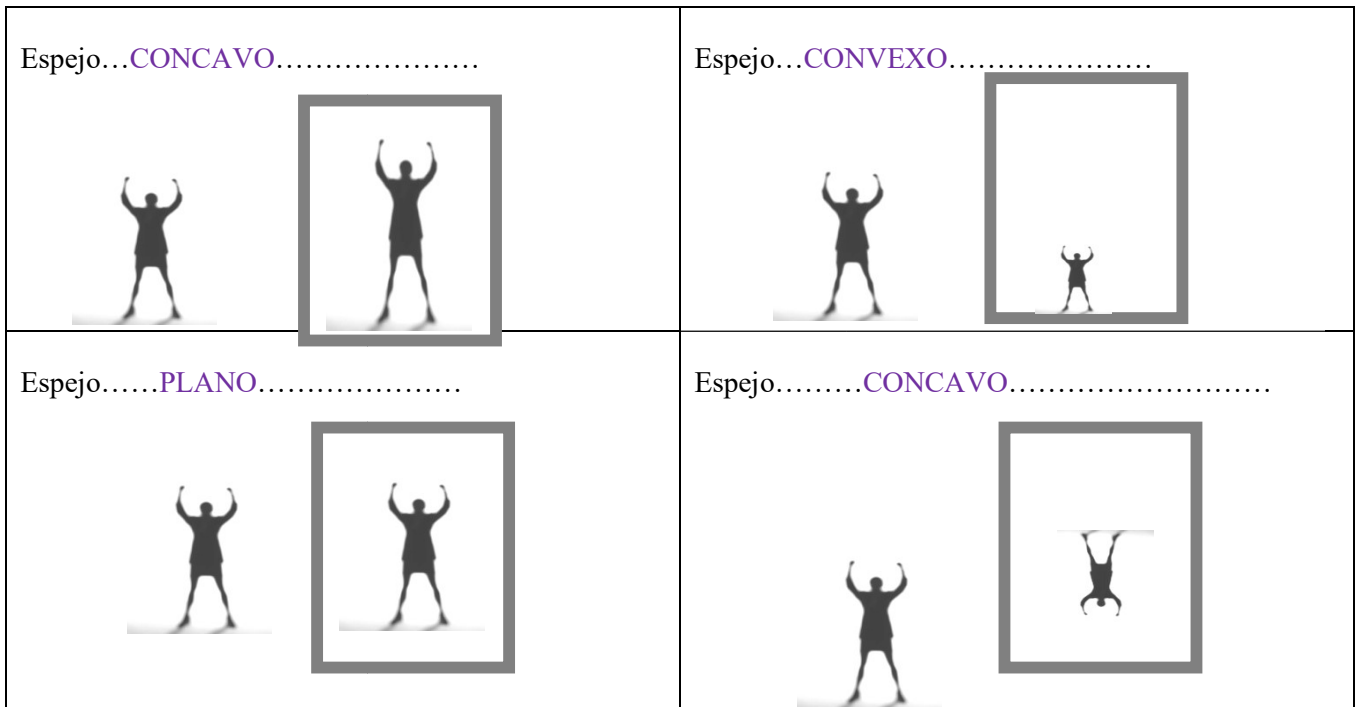 Espejo…CONCAVO…………………
Espejo…CONVEXO…………………
Espejo……PLANO…………………
Espejo………CONCAVO………………………